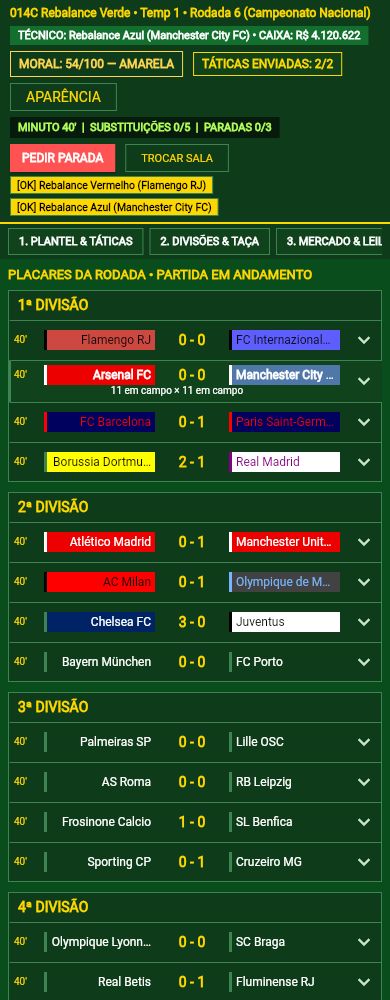 014C Rebalance Verde • Temp 1 • Rodada 6 (Campeonato Nacional)
TÉCNICO: Rebalance Azul (Manchester City FC) • CAIXA: R$ 4.120.622
MORAL: 54/100 — AMARELA
TÁTICAS ENVIADAS: 2/2
APARÊNCIA
MINUTO 40' | SUBSTITUIÇÕES 0/5 | PARADAS 0/3
PEDIR PARADA
TROCAR SALA
[OK] Rebalance Vermelho (Flamengo RJ)
[OK] Rebalance Azul (Manchester City FC)
1. PLANTEL & TÁTICAS
2. DIVISÕES & TAÇA
3. MERCADO & LEIL
PLACARES DA RODADA • PARTIDA EM ANDAMENTO
1ª DIVISÃO
40' Flamengo RJ 0 - 0 FC Internazional...
40' Arsenal FC 0 - 0 Manchester City ...
11 em campo × 11 em campo
40' FC Barcelona 0 - 1 Paris Saint-Germ...
40' Borussia Dortmu... 2 - 1 Real Madrid
2ª DIVISÃO
40' Atlético Madrid 0 - 1 Manchester Unit...
40' AC Milan 0 - 1 Olympique de M...
40' Chelsea FC 3 - 0 Juventus
40' Bayern München 0 - 0 FC Porto
3ª DIVISÃO
40' Palmeiras SP 0 - 0 Lille OSC
40' AS Roma 0 - 0 RB Leipzig
40' Frosinone Calcio 1 - 0 SL Benfica
40' Sporting CP 0 - 1 Cruzeiro MG
4ª DIVISÃO
40' Olympique Lyonn... 0 - 0 SC Braga
40' Real Betis 0 - 1 Fluminense RJ